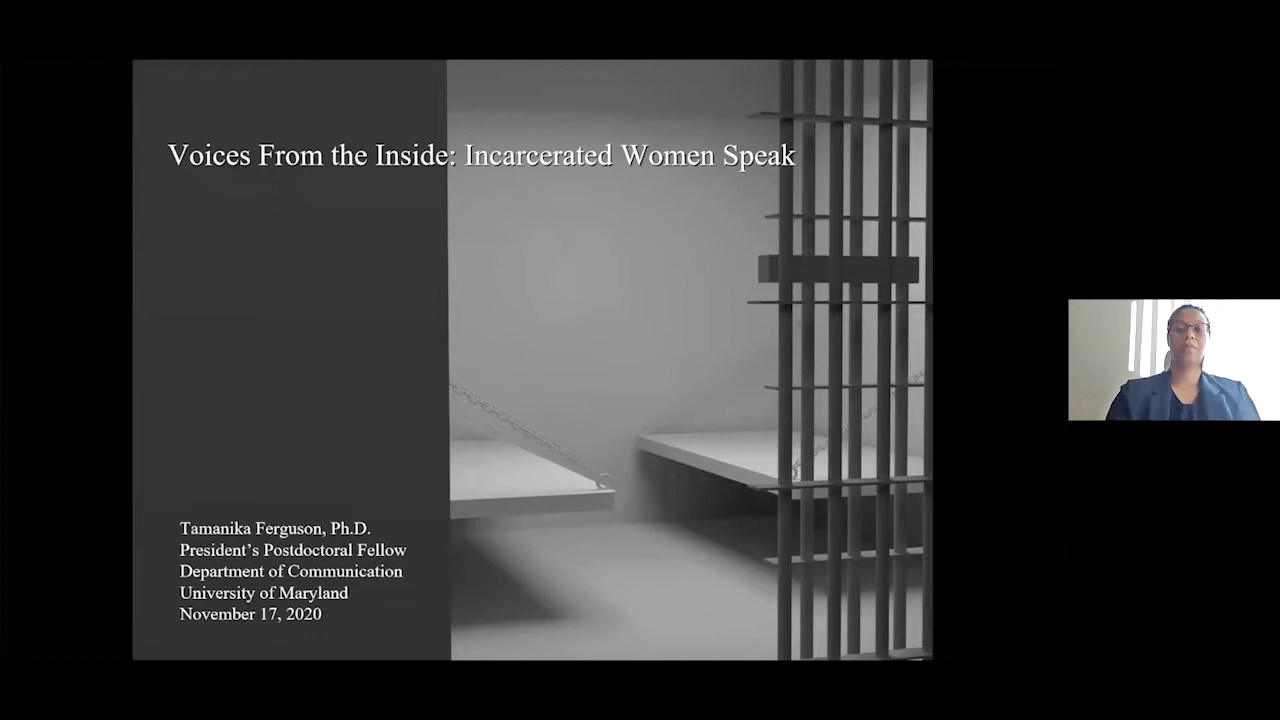 Voices From the Inside: Incarcerated Women Speak
Tamanika Ferguson, Ph.D.
President's Postdoctoral Fellow
Department of Communication
University of Maryland
November 17, 2020